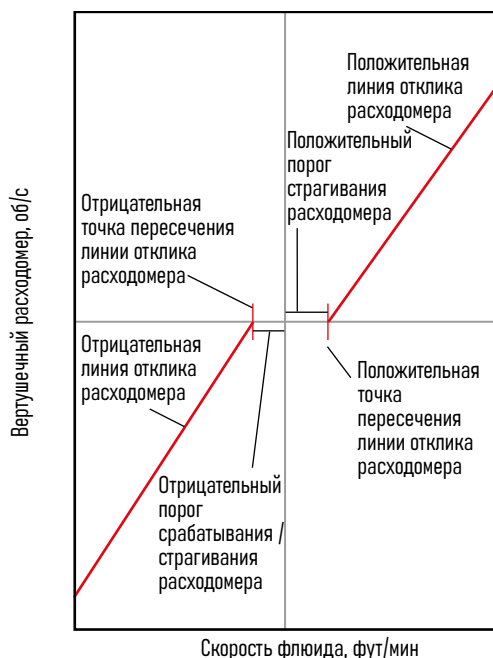 Положительная
линия отклика
расходомера
Положительный
порог
страгивания
расходомера
Отрицательная
точка пересечения
линии отклика
расходомера
Отрицательная
линия отклика
расходомера
Положительная
точка
пересечения
линии отклика
расходомера
Отрицательный
порог
срабатывания /
страгивания
расходомера
Вертушечный расходомер, об/с
Скорость флюида, фут/мин